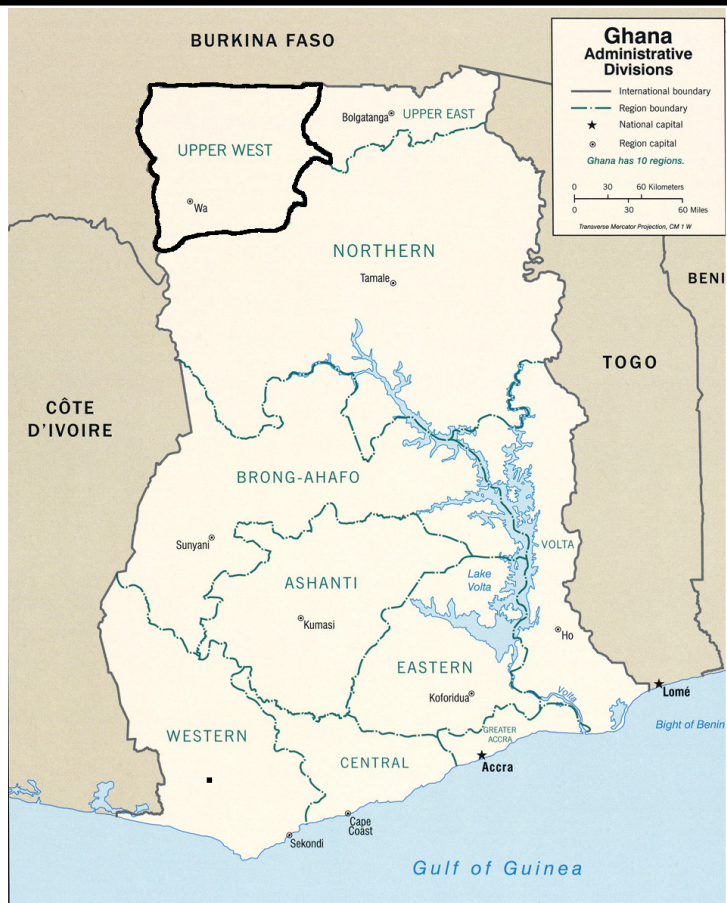 BURKINA FASO
Ghana
Administrative
Divisions
International boundary
Region boundary
National capital
Region capital
Ghana has 10 regions.
0 30 60 Kilometers
0 30 60 Miles
Transverse Mercator Projection, CM 1 W
Bolgatanga
UPPER EAST
UPPER WEST
Wa
NORTHERN
Tamale
BENI
TOGO
CÔTE
D'IVOIRE
BRONG-AHAFO
Sunyani
VOLTA
ASHANTI
Lake
Volta
Kumasi
Ho
EASTERN
Koforidua
Volta
Lomé
Bight of Benin
WESTERN
GREATER
ACCRA
CENTRAL
Accra
Cape
Coast
Sekondi
Gulf of Guinea